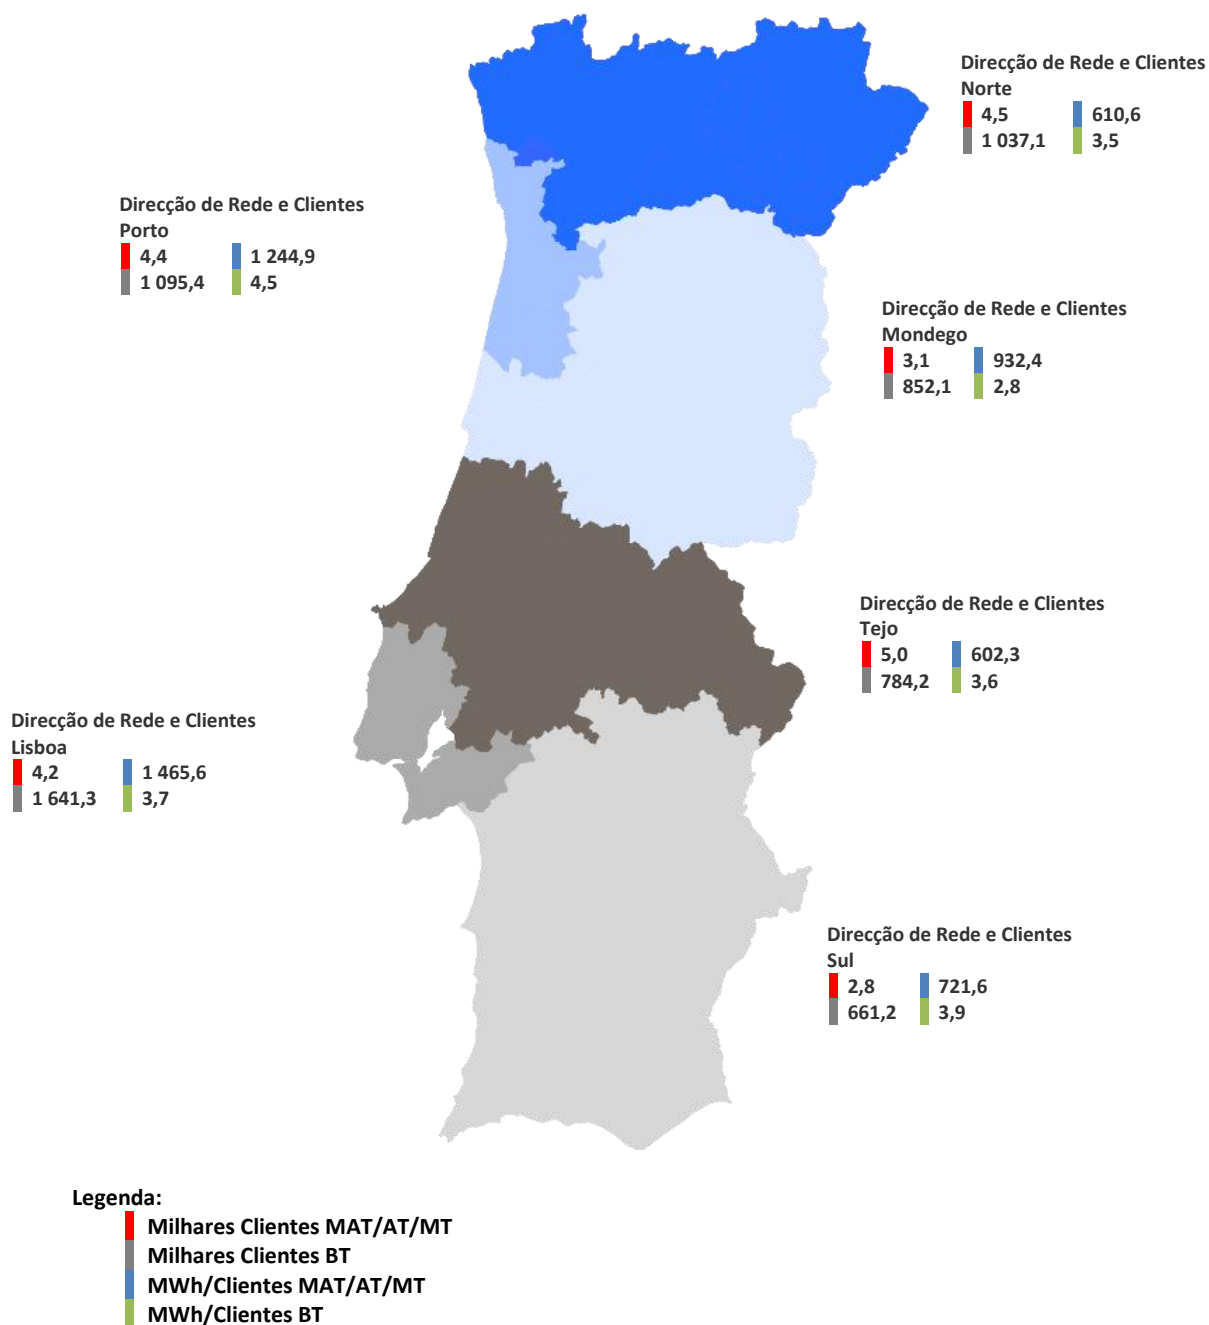 Direcção de Rede e Clientes
Norte
4,5 610,6
1 037,1 3,5
Direcção de Rede e Clientes
Porto
4,4 1 244,9
1 095,4 4,5
Direcção de Rede e Clientes
Mondego
3,1 932,4
852,1 2,8
Direcção de Rede e Clientes
Tejo
5,0 602,3
784,2 3,6
Direcção de Rede e Clientes
Lisboa
4,2 1 465,6
1 641,3 3,7
Direcção de Rede e Clientes
Sul
2,8 721,6
661,2 3,9
Legenda:
Milhares Clientes MAT/AT/MT
Milhares Clientes BT
MWh/Clientes MAT/AT/MT
MWh/Clientes BT